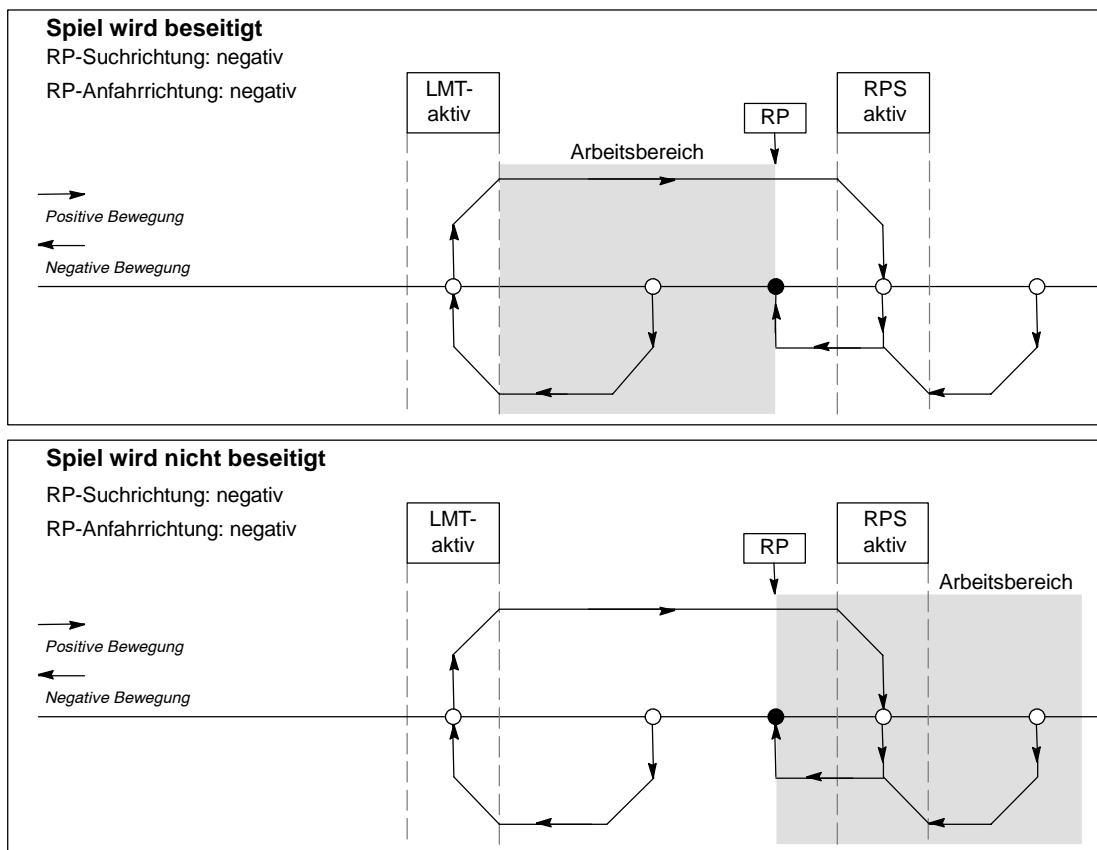 Spiel wird beseitigt
RP-Suchrichtung: negativ
RP-Anfahrrichtung: negativ
LMT-
aktiv
RPS
aktiv
RP
Arbeitsbereich
Positive Bewegung
Negative Bewegung
Spiel wird nicht beseitigt
RP-Suchrichtung: negativ
RP-Anfahrrichtung: negativ
LMT-
aktiv
RPS
aktiv
RP
Arbeitsbereich
Positive Bewegung
Negative Bewegung